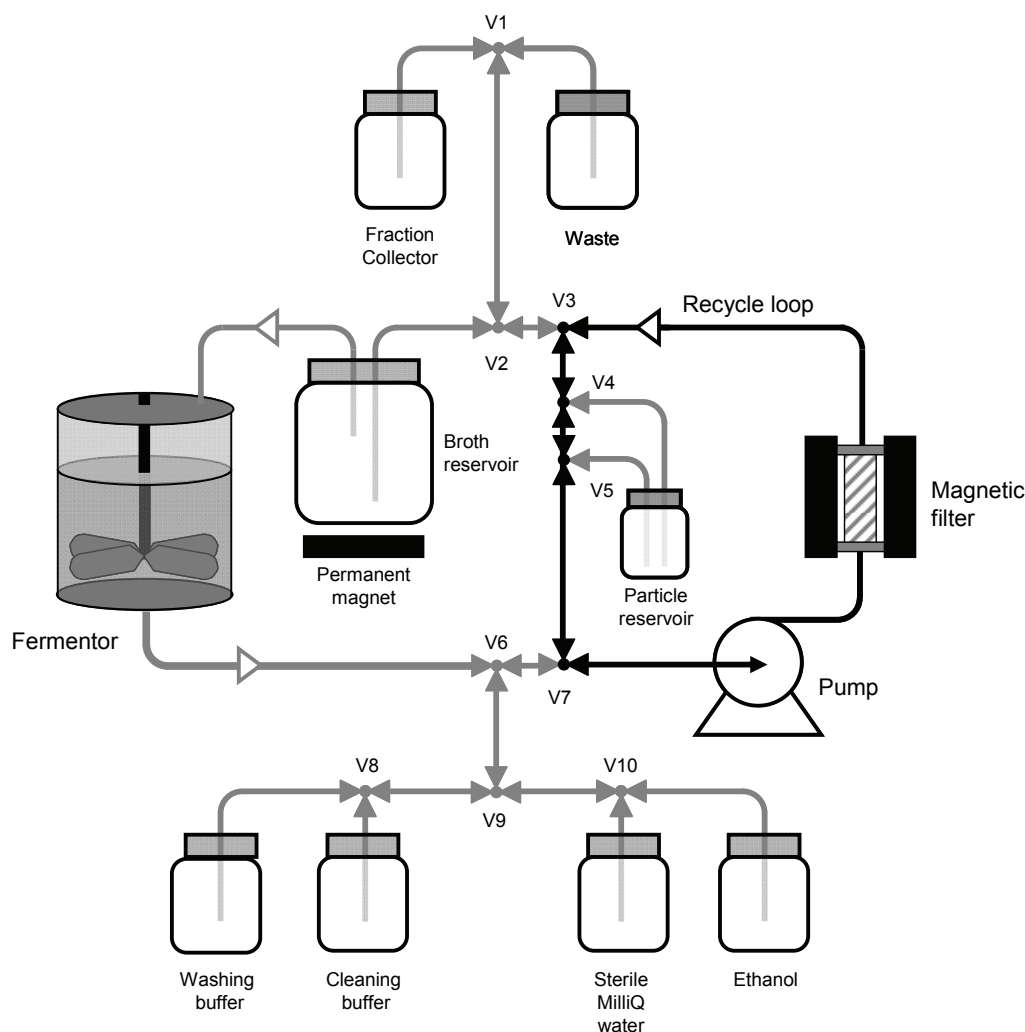 V1
Fraction
Collector
Waste
V3
Recycle loop
V2
V4
Broth
reservoir
V5
Magnetic
filter
Permanent
magnet
Particle
reservoir
Fermentor
V6
V7
Pump
V8
V10
V9
Washing
buffer
Cleaning
buffer
Sterile
MilliQ
water
Ethanol